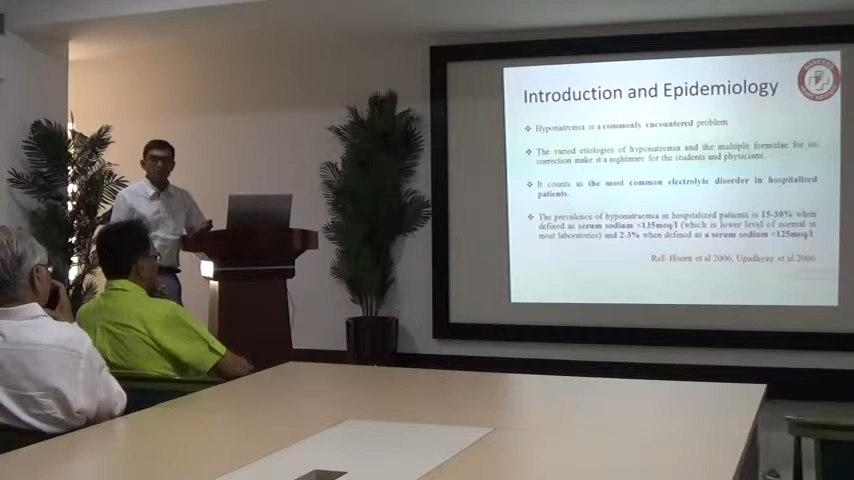 Introduction and Epidemiology
❖ Hyponatremia is a commonly encountered problem
❖ The varied etiologies of hyponatremia and the multiple formulae for its
correction make it a nightmare for the students and physicians.
❖ It counts as the most common electrolyte disorder in hospitalized
patients.
❖ The prevalence of hyponatremia in hospitalized patients is 15-30% when
defined as serum sodium <135meq/l (which is lower level of normal in
most laboratories) and 2-3% when defined as a serum sodium <125meq/l
Ref- Hoorn et al 2006, Upadhyay et al 2006